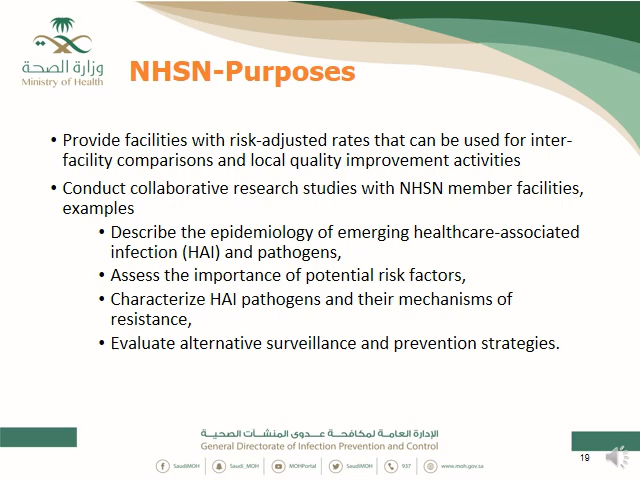 وزارة الصحة
Ministry of Health
NHSN-Purposes
• Provide facilities with risk-adjusted rates that can be used for inter-
facility comparisons and local quality improvement activities
• Conduct collaborative research studies with NHSN member facilities,
examples
• Describe the epidemiology of emerging healthcare-associated
infection (HAI) and pathogens,
• Assess the importance of potential risk factors,
• Characterize HAI pathogens and their mechanisms of
resistance,
• Evaluate alternative surveillance and prevention strategies.
الإدارة العامة لمكافحة عدوى المنشآت الصحية
General Directorate of Infection Prevention and Control
SaudiMOH Saudi_MOH MOHPortal SaudiMOH 937 www.moh.gov.sa
19